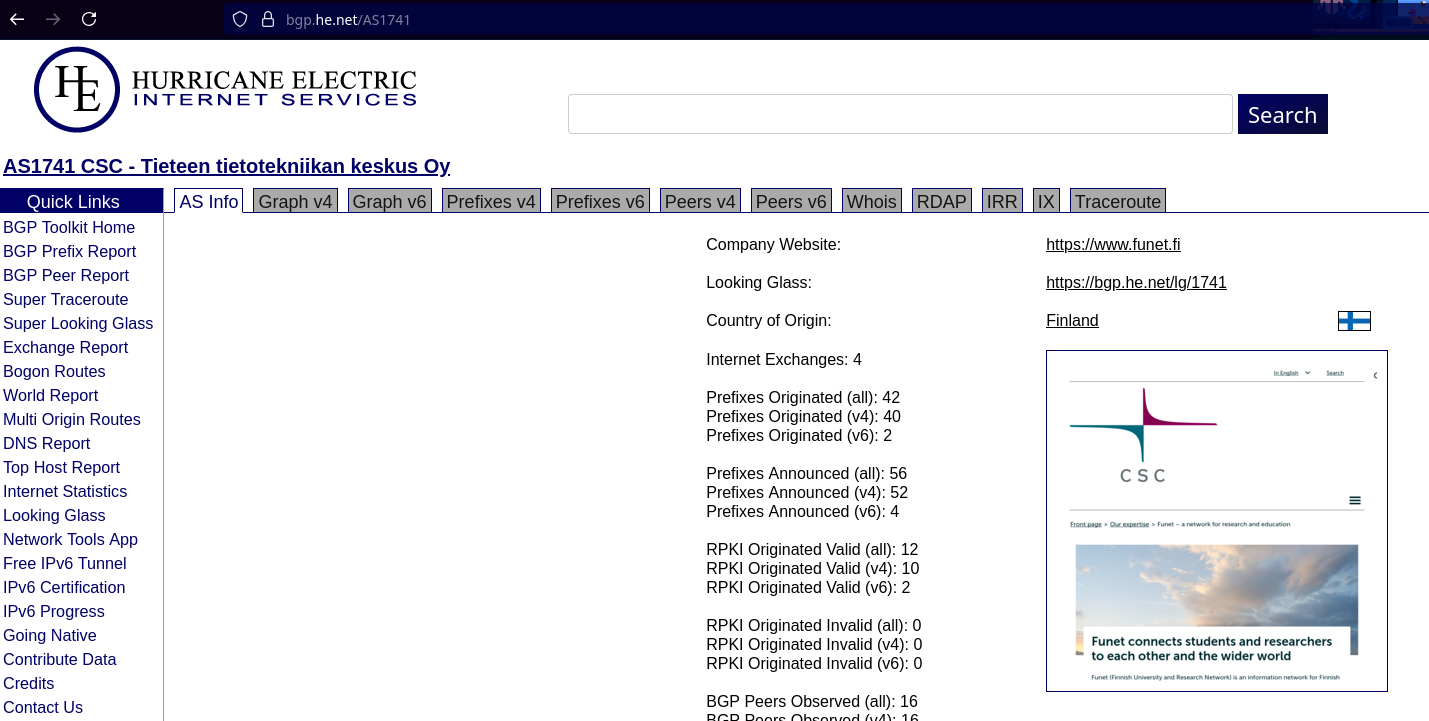 bgp.he.net/AS1741
HE
HURRICANE ELECTRIC
INTERNET SERVICES
Search
AS1741 CSC - Tieteen tietotekniikan keskus Oy
Quick Links
BGP Toolkit Home
BGP Prefix Report
BGP Peer Report
Super Traceroute
Super Looking Glass
Exchange Report
Bogon Routes
World Report
Multi Origin Routes
DNS Report
Top Host Report
Internet Statistics
Looking Glass
Network Tools App
Free IPv6 Tunnel
IPv6 Certification
IPv6 Progress
Going Native
Contribute Data
Credits
Contact Us
AS Info Graph v4 Graph v6 Prefixes v4 Prefixes v6 Peers v4 Peers v6 Whois RDAP IRR IX Traceroute
Company Website: https://www.funet.fi
Looking Glass: https://bgp.he.net/lg/1741
Country of Origin: Finland
Internet Exchanges: 4
Prefixes Originated (all): 42
Prefixes Originated (v4): 40
Prefixes Originated (v6): 2
Prefixes Announced (all): 56
Prefixes Announced (v4): 52
Prefixes Announced (v6): 4
RPKI Originated Valid (all): 12
RPKI Originated Valid (v4): 10
RPKI Originated Valid (v6): 2
RPKI Originated Invalid (all): 0
RPKI Originated Invalid (v4): 0
RPKI Originated Invalid (v6): 0
BGP Peers Observed (all): 16
BGP Peers Observed (v4): 16
In English Search
CSC
Front page > Our expertise > Funet – a network for research and education
Funet connects students and researchers
to each other and the wider world
Funet (Finnish University and Research Network) is an information network for Finnish